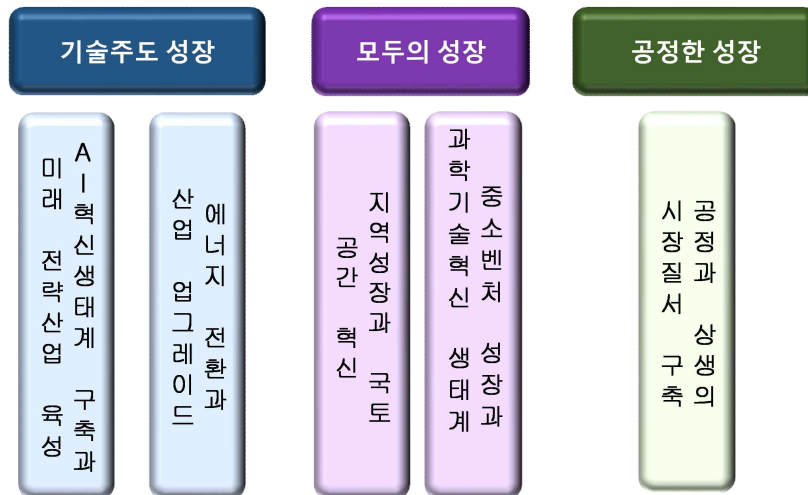 기술주도 성장
모두의 성장
공정한 성장
AI혁신생태계 구축과
미래 전략산업 육성
에너지 전환과
산업 업그레이드
지역성장과 국토
공간 혁신
중소벤처 성장과
과학기술혁신 생태계
공정과 상생의
시장질서 구축